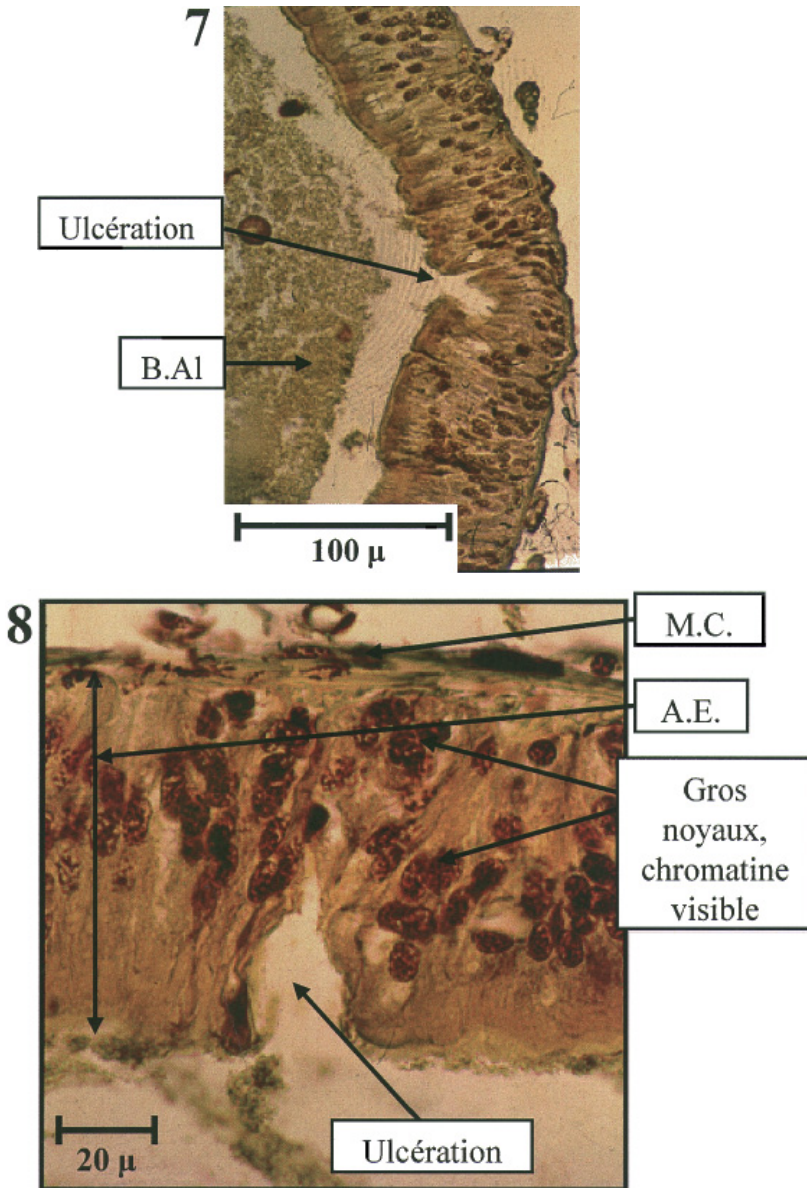 7
Ulcération
B.Al
100 µ
8
M.C.
A.E.
Gros
noyaux,
chromatine
visible
20 µ
Ulcération